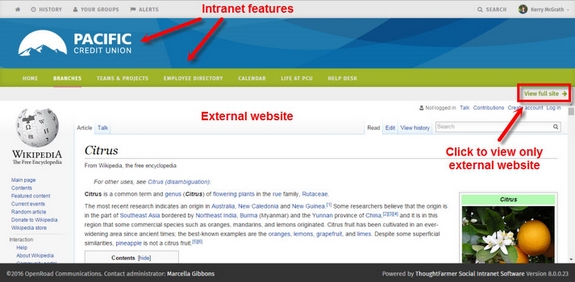 HISTORY YOUR GROUPS ALERTS Intranet features SEARCH Kerry McGrath
PACIFIC
CREDIT UNION
HOME BRANCHES TEAMS & PROJECTS EMPLOYEE DIRECTORY CALENDAR LIFE AT PCU HELP DESK
View full site →
Not logged in Talk Contributions Create account Log in
External website
Article Talk Read Edit View history Search
Click to view only
external website
WIKIPEDIA
The Free Encyclopedia
Main page
Contents
Featured content
Current events
Random article
Donate to Wikipedia
Wikipedia store
Interaction
Help
Citrus
From Wikipedia, the free encyclopedia
For other uses, see Citrus (disambiguation).
Citrus is a common term and genus (Citrus) of flowering plants in the rue family, Rutaceae.
The most recent research indicates an origin in Australia, New Caledonia and New Guinea.[1] Some researchers believe that the origin is
in the part of Southeast Asia bordered by Northeast India, Burma (Myanmar) and the Yunnan province of China,[2][3][4] and it is in this
region that some commercial species such as oranges, mandarins, and lemons originated. Citrus fruit has been cultivated in an ever-
widening area since ancient times; the best-known examples are the oranges, lemons, grapefruit, and limes. Despite some superficial
similarities, pineapple is not a citrus fruit.[5][6]
Contents [hide]
Citrus
©2016 OpenRoad Communications. Contact administrator: Marcella Gibbons Powered by ThoughtFarmer Social Intranet Software Version 8.0.0.23